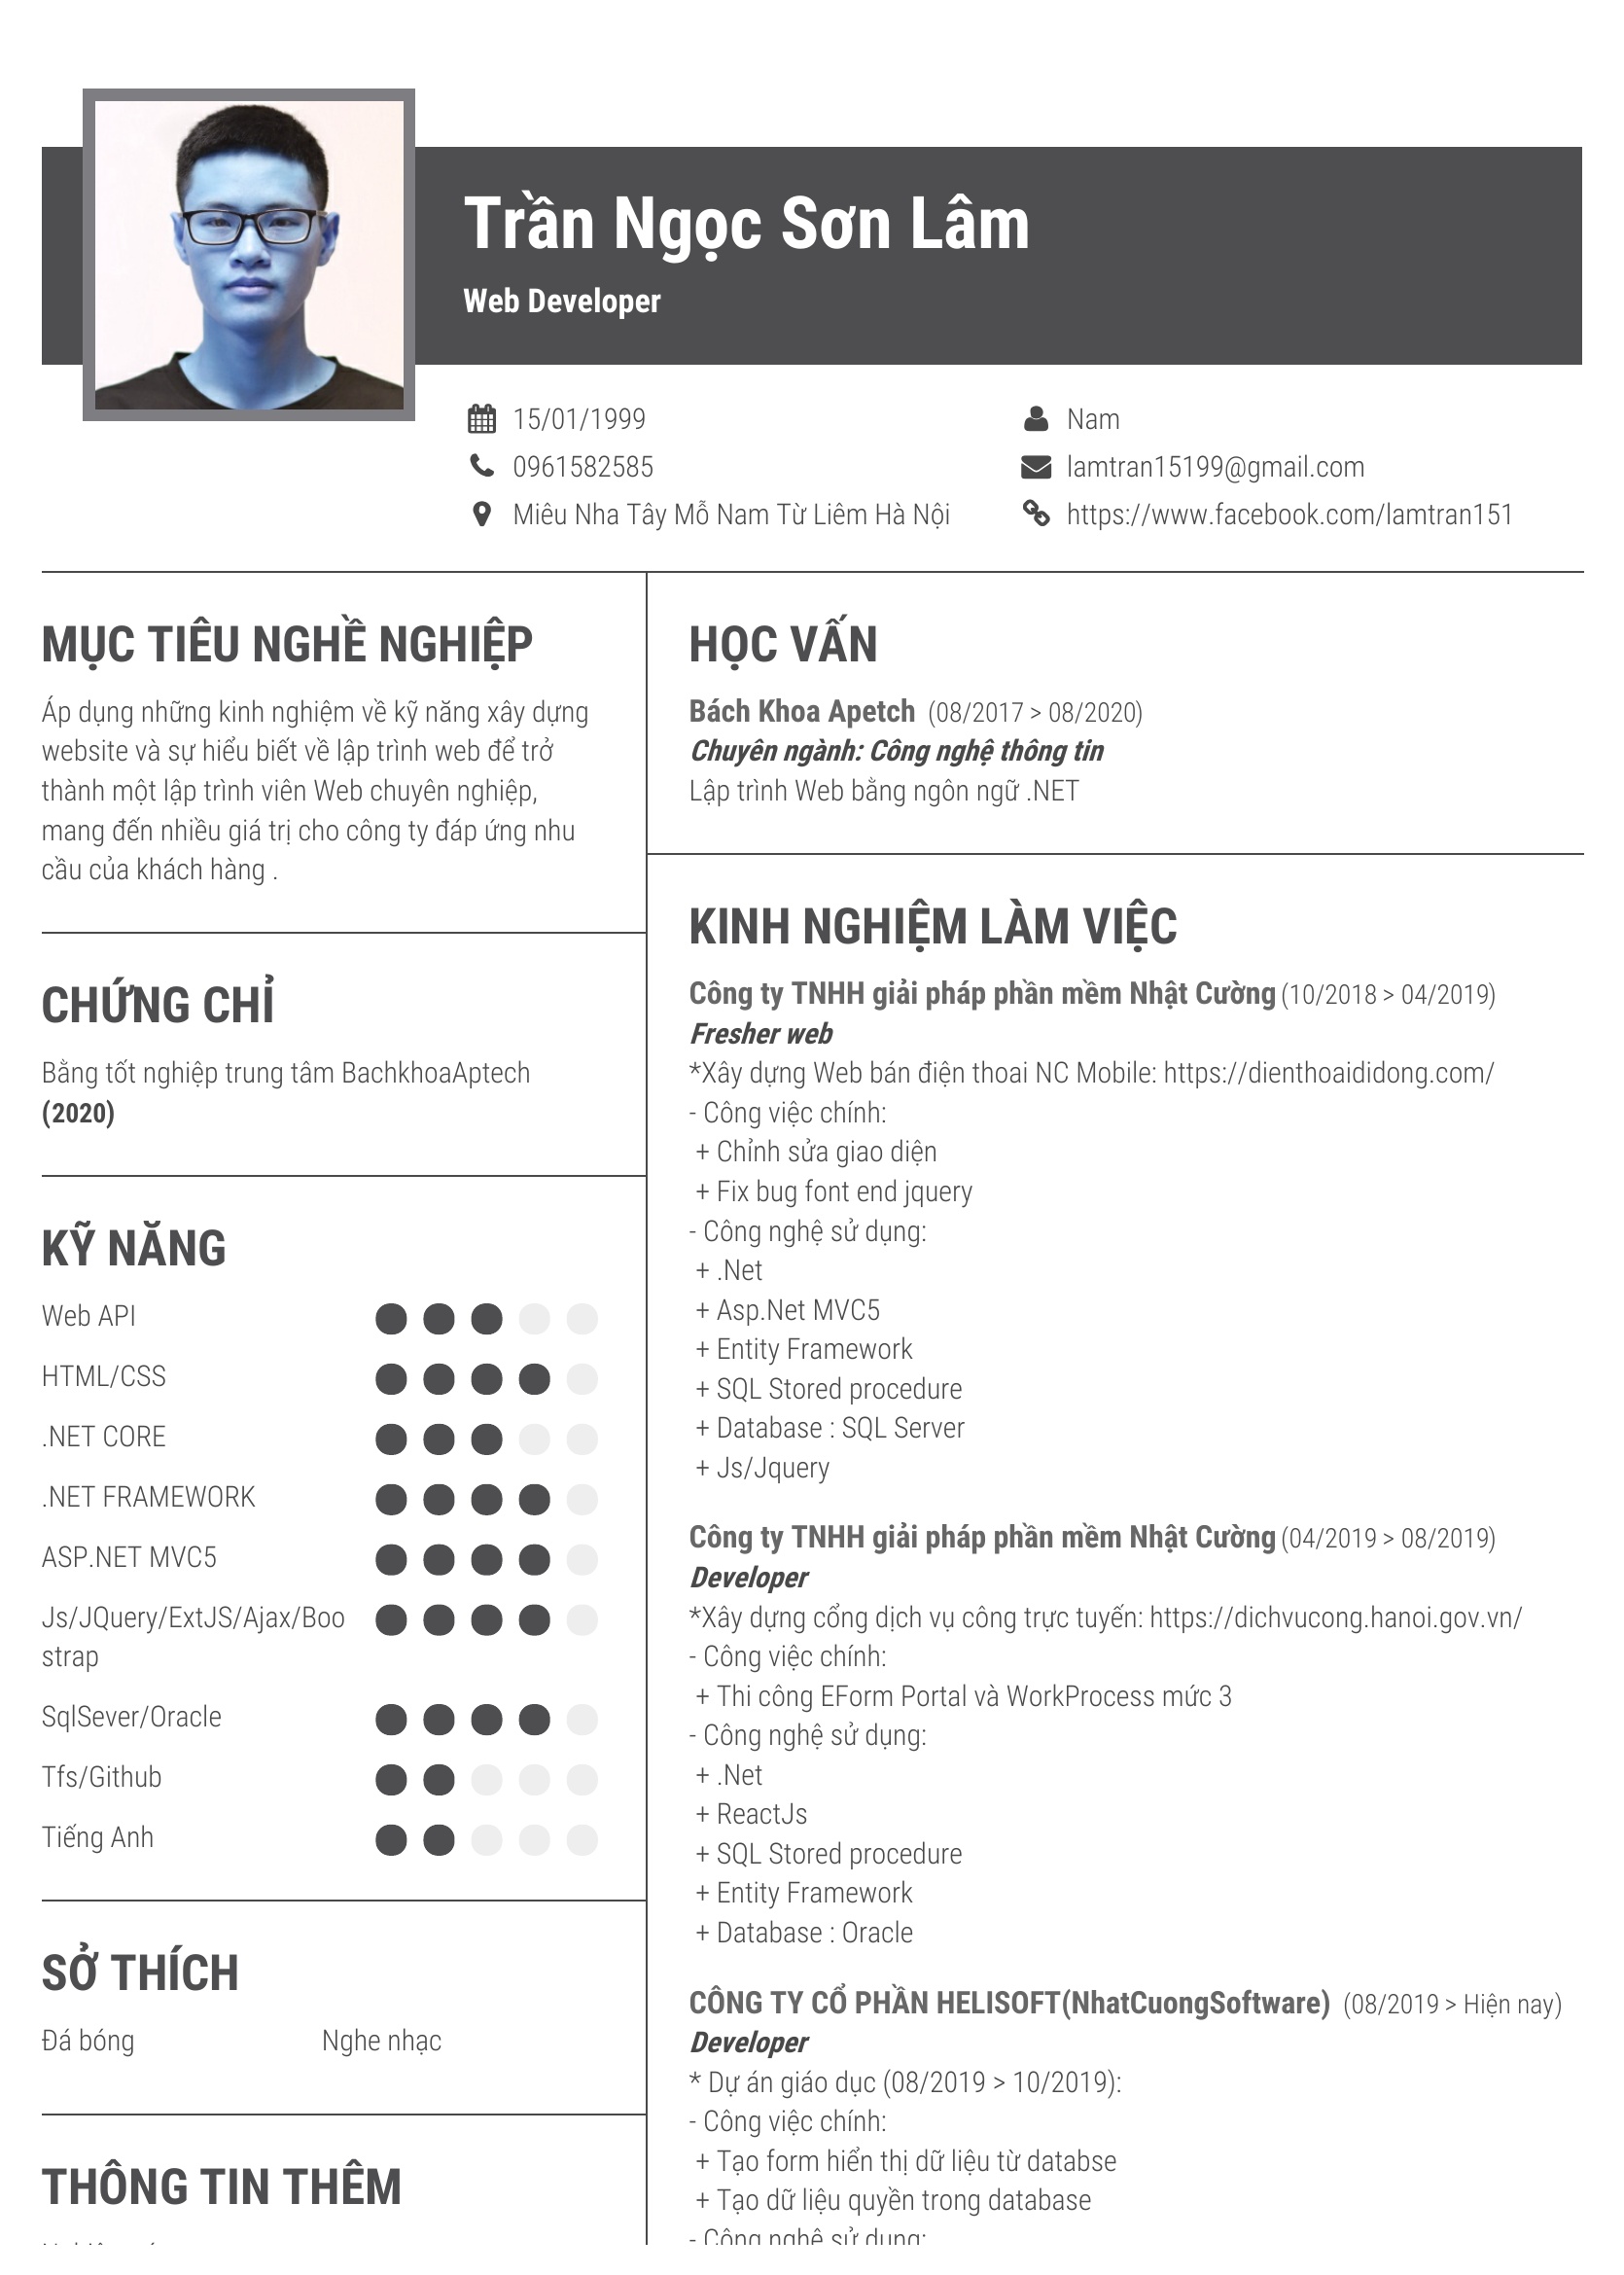 Trần Ngọc Sơn Lâm
Web Developer
15/01/1999
Nam
0961582585
lamtran15199@gmail.com
Miêu Nha Tây Mỗ Nam Từ Liêm Hà Nội
https://www.facebook.com/lamtran151
MỤC TIÊU NGHỀ NGHIỆP
Áp dụng những kinh nghiệm về kỹ năng xây dựng
website và sự hiểu biết về lập trình web để trở
thành một lập trình viên Web chuyên nghiệp,
mang đến nhiều giá trị cho công ty đáp ứng nhu
cầu của khách hàng .
CHỨNG CHỈ
Bằng tốt nghiệp trung tâm BachkhoaAptech
(2020)
KỸ NĂNG
Web API
HTML/CSS
.NET CORE
.NET FRAMEWORK
ASP.NET MVC5
Js/JQuery/ExtJS/Ajax/Boo
strap
SqlSever/Oracle
Tfs/Github
Tiếng Anh
SỞ THÍCH
Đá bóng
Nghe nhạc
THÔNG TIN THÊM
HỌC VẤN
Bách Khoa Apetch (08/2017 > 08/2020)
Chuyên ngành: Công nghệ thông tin
Lập trình Web bằng ngôn ngữ .NET
KINH NGHIỆM LÀM VIỆC
Công ty TNHH giải pháp phần mềm Nhật Cường (10/2018 > 04/2019)
Fresher web
*Xây dựng Web bán điện thoai NC Mobile: https://dienthoaididong.com/
- Công việc chính:
+ Chỉnh sửa giao diện
+ Fix bug font end jquery
- Công nghệ sử dụng:
+ .Net
+ Asp.Net MVC5
+ Entity Framework
+ SQL Stored procedure
+ Database : SQL Server
+ Js/Jquery
Công ty TNHH giải pháp phần mềm Nhật Cường (04/2019 > 08/2019)
Developer
*Xây dựng cổng dịch vụ công trực tuyến: https://dichvucong.hanoi.gov.vn/
- Công việc chính:
+ Thi công EForm Portal và WorkProcess mức 3
- Công nghệ sử dụng:
+ .Net
+ ReactJs
+ SQL Stored procedure
+ Entity Framework
+ Database : Oracle
CÔNG TY CỔ PHẦN HELISOFT(NhatCuongSoftware) (08/2019 > Hiện nay)
Developer
* Dự án giáo dục (08/2019 > 10/2019):
- Công việc chính:
+ Tạo form hiển thị dữ liệu từ databse
+ Tạo dữ liệu quyền trong database
- Công nghệ sử dụng: